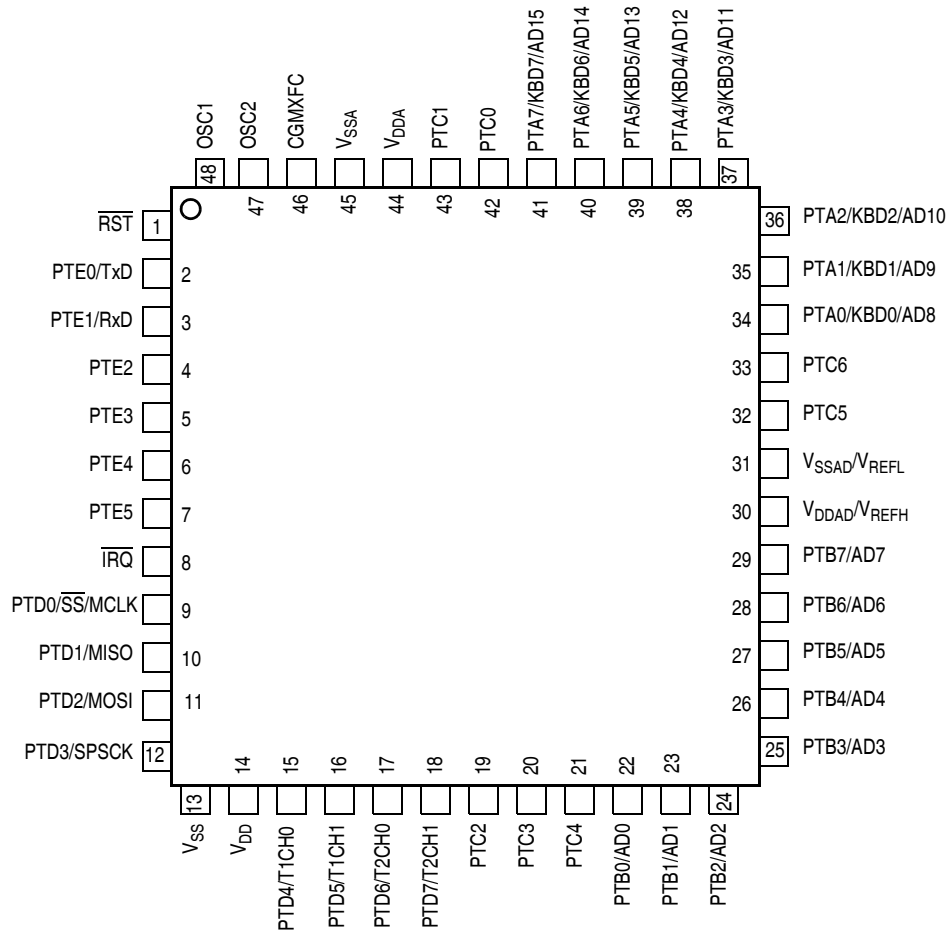 OSC1
OSC2
CGMXFC
VSSA
VDDA
PTC1
PTC0
PTA7/KBD7/AD15
PTA6/KBD6/AD14
PTA5/KBD5/AD13
PTA4/KBD4/AD12
PTA3/KBD3/AD11
48
47
46
45
44
43
42
41
40
39
38
37
RST 1
PTE0/TxD 2
PTE1/RxD 3
PTE2 4
PTE3 5
PTE4 6
PTE5 7
IRQ 8
PTD0/SS/MCLK 9
PTD1/MISO 10
PTD2/MOSI 11
PTD3/SPSCK 12
36 PTA2/KBD2/AD10
35 PTA1/KBD1/AD9
34 PTA0/KBD0/AD8
33 PTC6
32 PTC5
31 VSSAD/VREFL
30 VDDAD/VREFH
29 PTB7/AD7
28 PTB6/AD6
27 PTB5/AD5
26 PTB4/AD4
25 PTB3/AD3
13
14
15
16
17
18
19
20
21
22
23
24
VSS
VDD
PTD4/T1CH0
PTD5/T1CH1
PTD6/T2CH0
PTD7/T2CH1
PTC2
PTC3
PTC4
PTB0/AD0
PTB1/AD1
PTB2/AD2